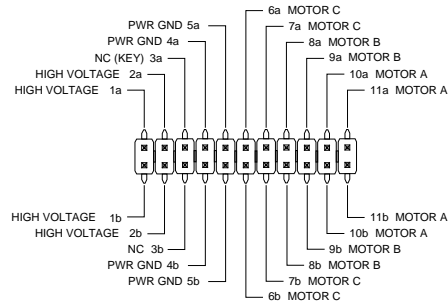 6a MOTOR C
PWR GND 5a
7a MOTOR C
PWR GND 4a
8a MOTOR B
NC (KEY) 3a
9a MOTOR B
HIGH VOLTAGE 2a
10a MOTOR A
HIGH VOLTAGE 1a
11a MOTOR A
HIGH VOLTAGE 1b
11b MOTOR A
HIGH VOLTAGE 2b
10b MOTOR A
NC 3b
9b MOTOR B
PWR GND 4b
8b MOTOR B
PWR GND 5b
7b MOTOR C
6b MOTOR C